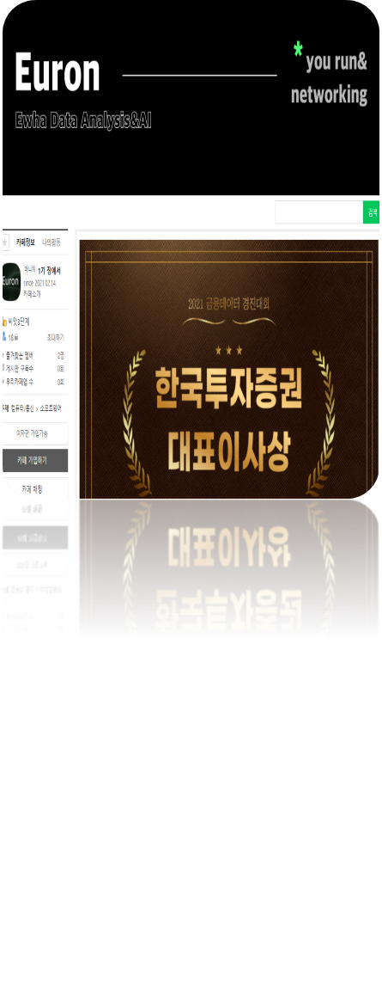 Euron
* you run&
networking
Ewha Data Analysis&AI
검색
카페정보 나의활동
Euron
매니저 1기 장예서
since 2021.02.14.
카페소개
씨앗3단계
18 초대하기
즐겨찾는 멤버 2명
게시판 구독수 0회
우리카페앱 수 0회
주제 컴퓨터/통신 > 소프트웨어
여자만 가입가능
카페 가입하기
카페 채팅
2021 금융데이터 경진대회
한국투자증권
대표이사상